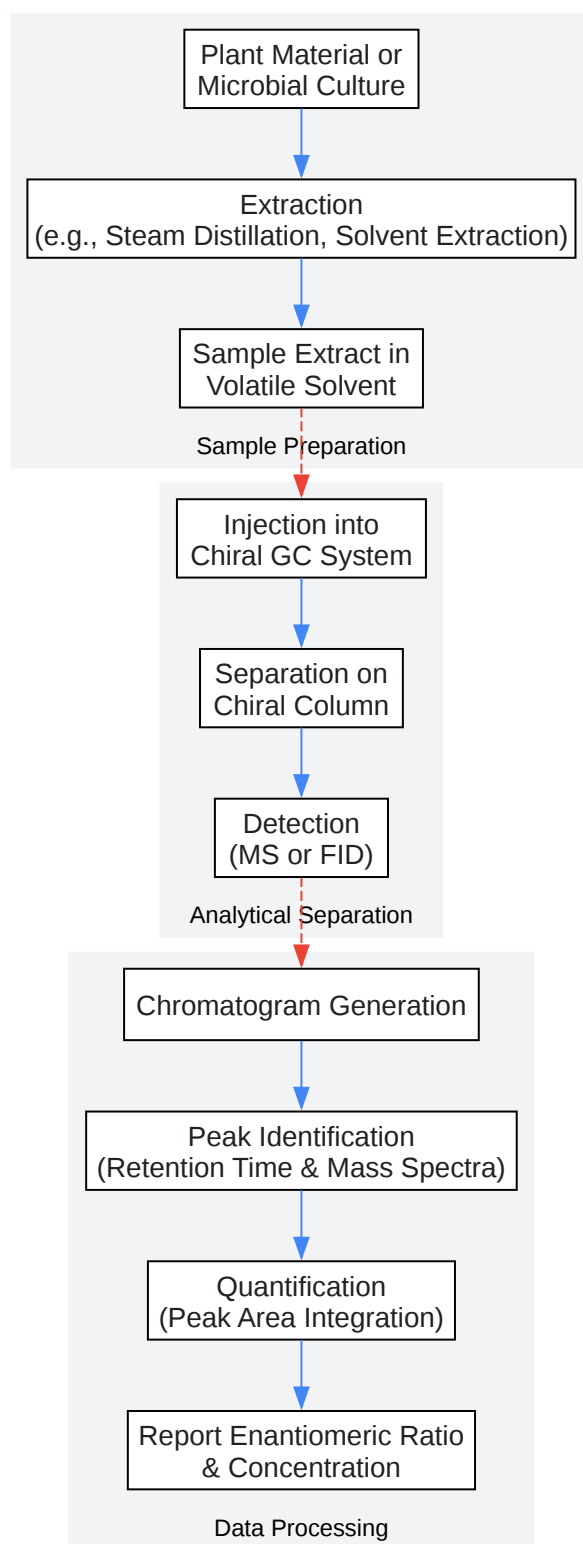 Plant Material or
Microbial Culture
Extraction
(e.g., Steam Distillation, Solvent Extraction)
Sample Extract in
Volatile Solvent
Sample Preparation
Injection into
Chiral GC System
Separation on
Chiral Column
Detection
(MS or FID)
Analytical Separation
Chromatogram Generation
Peak Identification
(Retention Time & Mass Spectra)
Quantification
(Peak Area Integration)
Report Enantiomeric Ratio
& Concentration
Data Processing